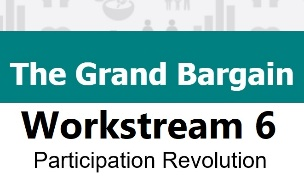 The Grand Bargain
Workstream 6
Participation Revolution